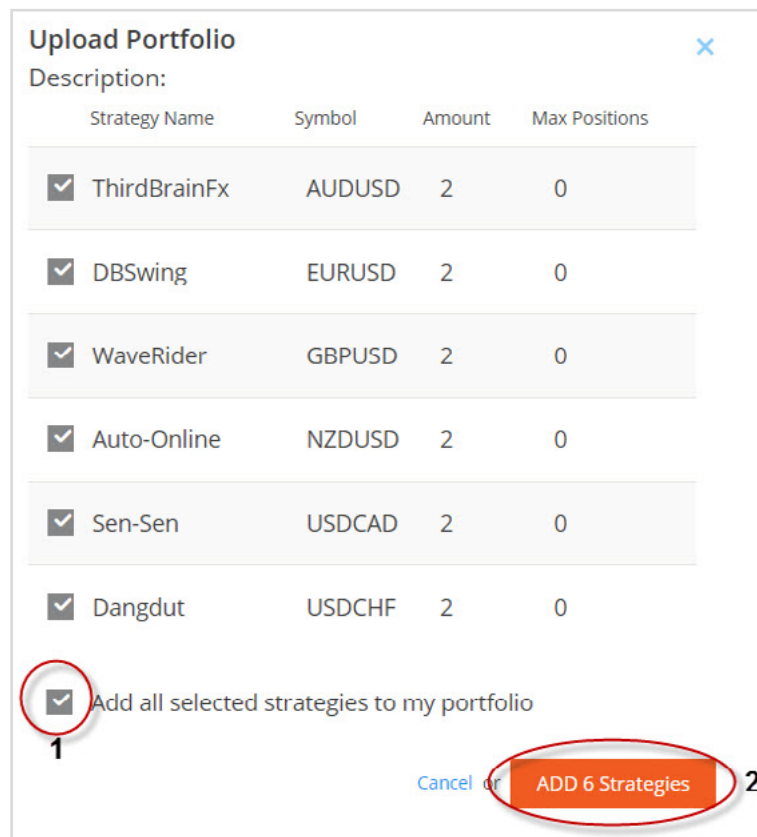 Upload Portfolio
Description:
Strategy Name Symbol Amount Max Positions
ThirdBrainFx AUDUSD 2 0
DBSwing EURUSD 2 0
WaveRider GBPUSD 2 0
Auto-Online NZDUSD 2 0
Sen-Sen USDCAD 2 0
Dangdut USDCHF 2 0
Add all selected strategies to my portfolio
1
Cancel or ADD 6 Strategies 2